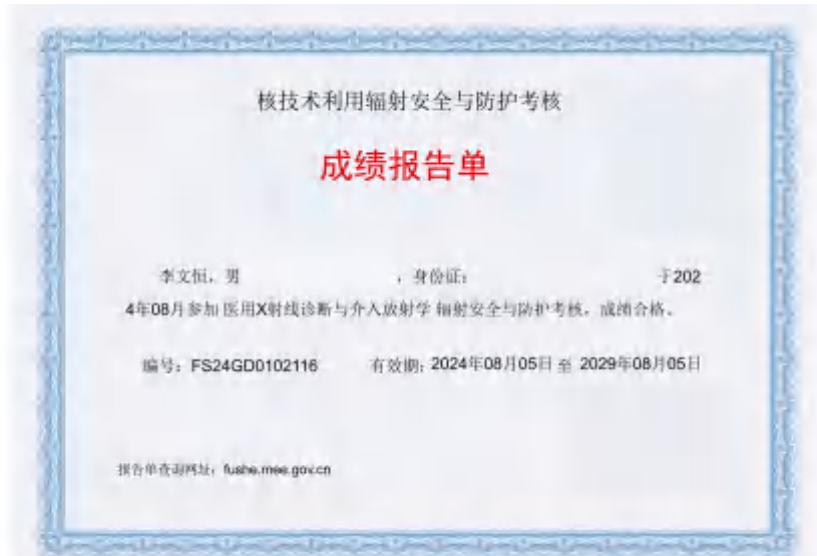 核技术利用辐射安全与防护考核
成绩报告单
李文恒，男 ，身份证： 于202
4年08月参加 医用X射线诊断与介入放射学 辐射安全与防护考核，成绩合格。
编号：FS24GD0102116 有效期：2024年08月05日 至 2029年08月05日
报告单查询网址：fushe.mee.gov.cn